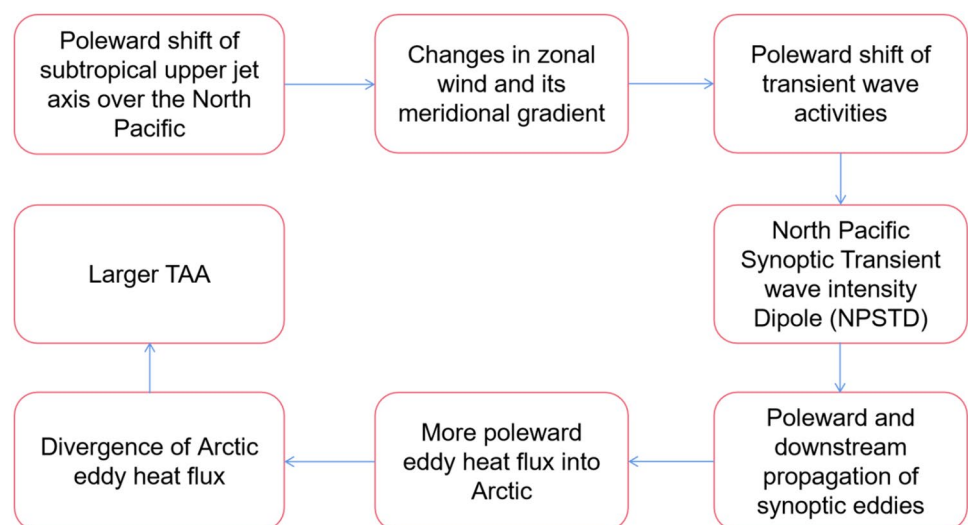 Poleward shift of
subtropical upper jet
axis over the North
Pacific
Changes in zonal
wind and its
meridional gradient
Poleward shift of
transient wave
activities
North Pacific
Synoptic Transient
wave intensity
Dipole (NPSTD)
Poleward and
downstream
propagation of
synoptic eddies
More poleward
eddy heat flux into
Arctic
Divergence of Arctic
eddy heat flux
Larger TAA